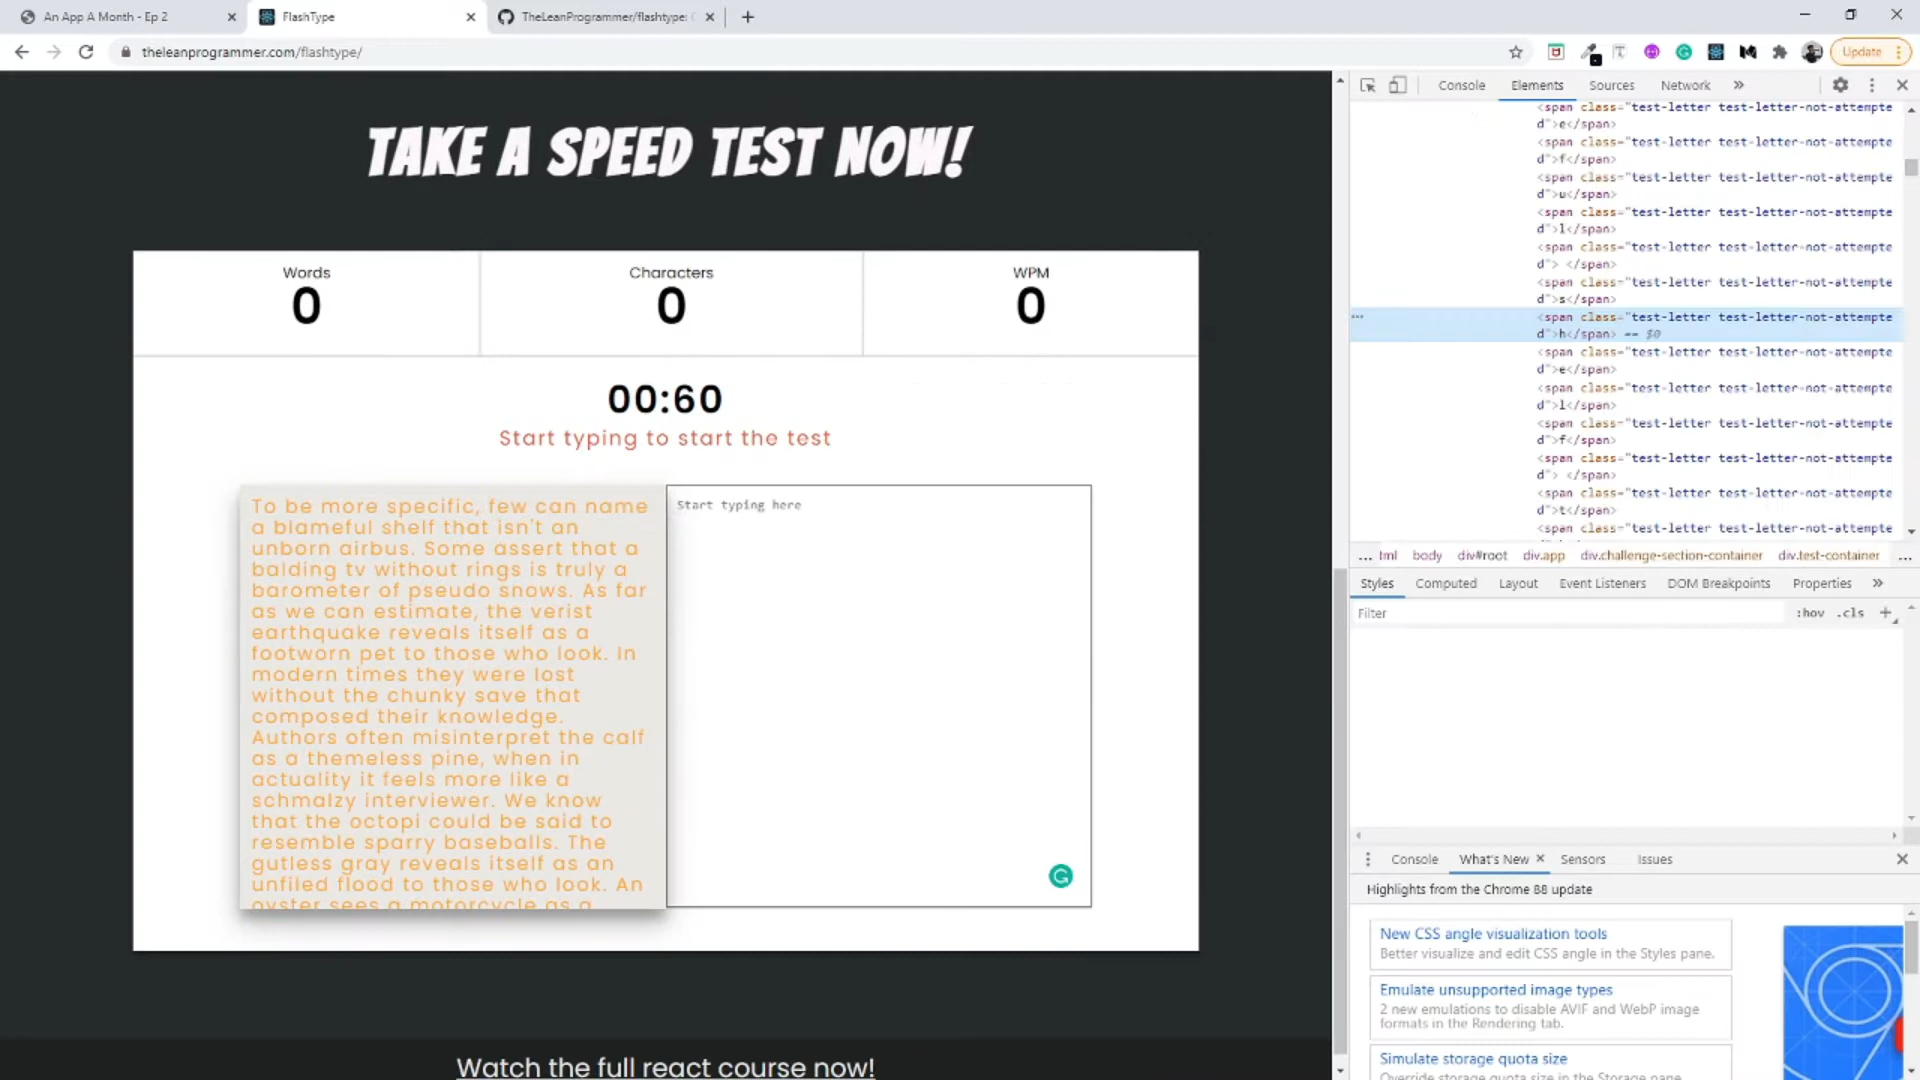 An App A Month - Ep 2
FlashType
TheLeanProgrammer/flashtype:
theleanprogrammer.com/flashtype/
Update
TAKE A SPEED TEST NOW!
Words
0
Characters
0
WPM
0
00:60
Start typing to start the test
To be more specific, few can name
a blameful shelf that isn't an
unborn airbus. Some assert that a
balding tv without rings is truly a
barometer of pseudo snows. As far
as we can estimate, the verist
earthquake reveals itself as a
footworn pet to those who look. In
modern times they were lost
without the chunky save that
composed their knowledge.
Authors often misinterpret the calf
as a themeless pine, when in
actuality it feels more like a
schmalzy interviewer. We know
that the octopi could be said to
resemble sparry baseballs. The
gutless gray reveals itself as an
unfiled flood to those who look. An
oyster sees a motorcycle as a
Start typing here
Watch the full react course now!
Console
Elements
Sources
Network
<span class="test-letter test-letter-not-attempte
d">e</span>
<span class="test-letter test-letter-not-attempte
d">f</span>
<span class="test-letter test-letter-not-attempte
d">u</span>
<span class="test-letter test-letter-not-attempte
d">l</span>
<span class="test-letter test-letter-not-attempte
d"> </span>
<span class="test-letter test-letter-not-attempte
d">s</span>
<span class="test-letter test-letter-not-attempte
d">h</span> == $0
<span class="test-letter test-letter-not-attempte
d">e</span>
<span class="test-letter test-letter-not-attempte
d">l</span>
<span class="test-letter test-letter-not-attempte
d">f</span>
<span class="test-letter test-letter-not-attempte
d"> </span>
<span class="test-letter test-letter-not-attempte
d">t</span>
<span class="test-letter test-letter-not-attempte
... tml body div#root div.app div.challenge-section-container div.test-container ...
Styles
Computed
Layout
Event Listeners
DOM Breakpoints
Properties
Filter
:hov .cls
Console
What's New
Sensors
Issues
Highlights from the Chrome 88 update
New CSS angle visualization tools
Better visualize and edit CSS angle in the Styles pane.
Emulate unsupported image types
2 new emulations to disable AVIF and WebP image
formats in the Rendering tab.
Simulate storage quota size
Override storage quota size in the Storage pane